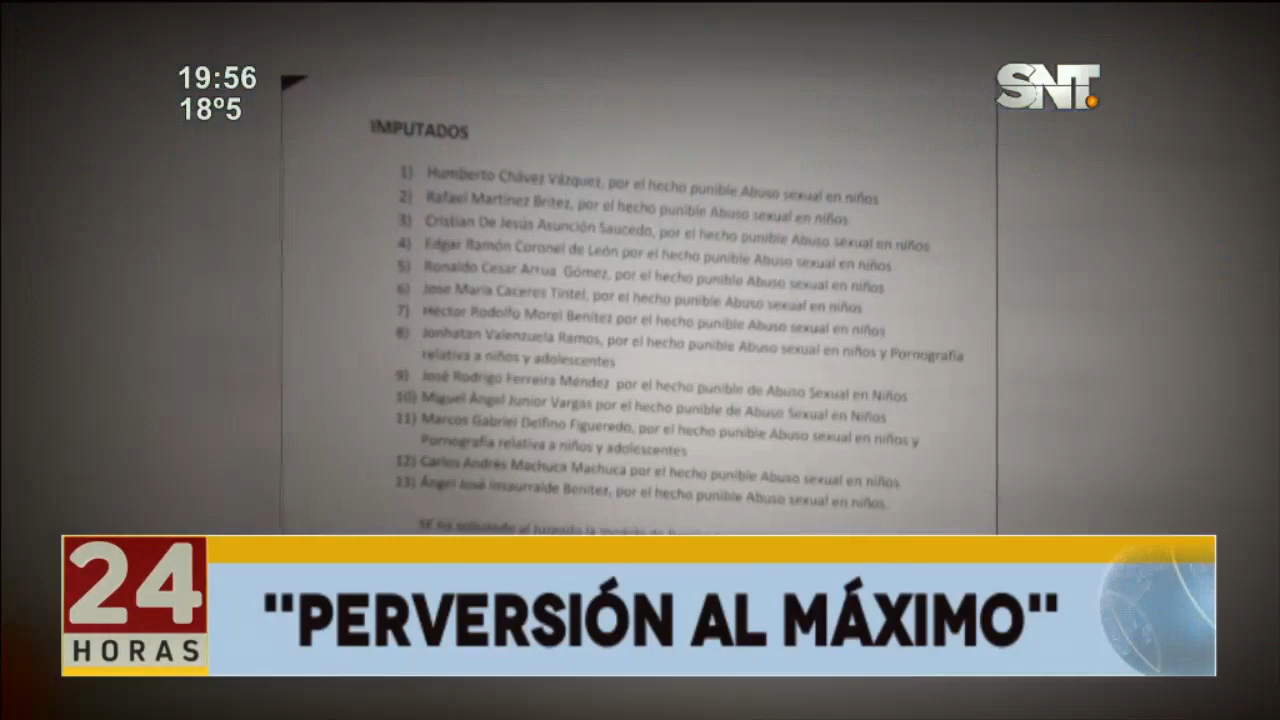 19:56
18º5
SNT.
IMPUTADOS
1) Humberto Chávez Vázquez, por el hecho punible Abuso sexual en niños
2) Rafael Martínez Britez, por el hecho punible Abuso sexual en niños
3) Cristian De Jesús Asunción Saucedo, por el hecho punible Abuso sexual en niños
4) Edgar Ramón Coronel de León por el hecho punible Abuso sexual en niños
5) Ronaldo Cesar Arrua Gómez, por el hecho punible Abuso sexual en niños
6) Jose María Caceres Tintel, por el hecho punible Abuso sexual en niños
7) Héctor Rodolfo Morel Benítez por el hecho punible Abuso sexual en niños
8) Jonhatan Valenzuela Ramos, por el hecho punible Abuso sexual en niños y Pornografía
relativa a niños y adolescentes
9) José Rodrigo Ferreira Méndez por el hecho punible de Abuso Sexual en Niños
10) Miguel Ángel Junior Vargas por el hecho punible de Abuso Sexual en Niños
11) Marcos Gabriel Delfino Figueredo, por el hecho punible Abuso sexual en niños y
Pornografía relativa a niños y adolescentes
12) Carlos Andrés Machuca Machuca por el hecho punible Abuso sexual en niños
13) Ángel José Insaurralde Benitez, por el hecho punible Abuso sexual en niños.
24
HORAS
"PERVERSIÓN AL MÁXIMO"